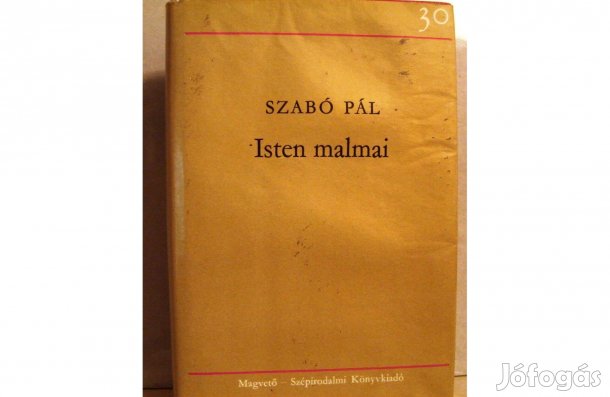 30
SZABÓ PÁL
Isten malmai
Magvető – Szépirodalmi Könyvkiadó
Jófogás